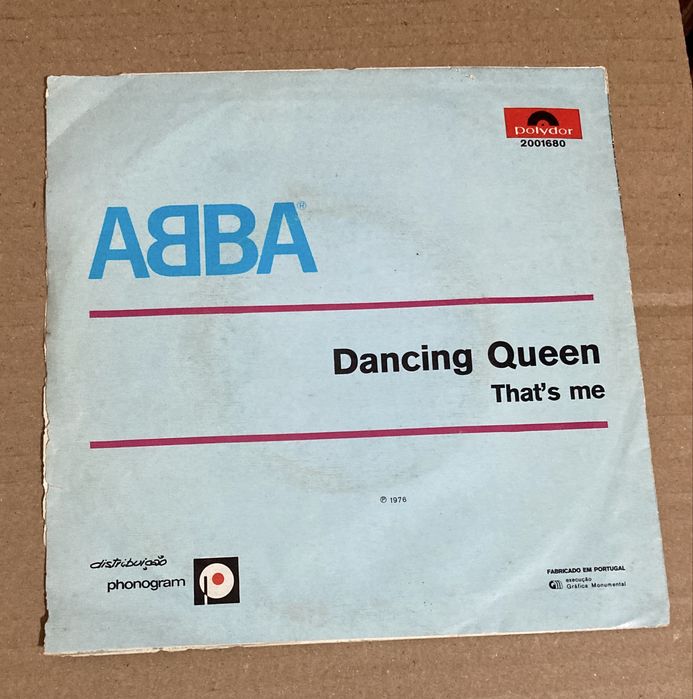 polydor
2001680
ABBA®
Dancing Queen
That's me
℗ 1976
distribuição
phonogram
FABRICADO EM PORTUGAL
execução
Gráfica Monumental